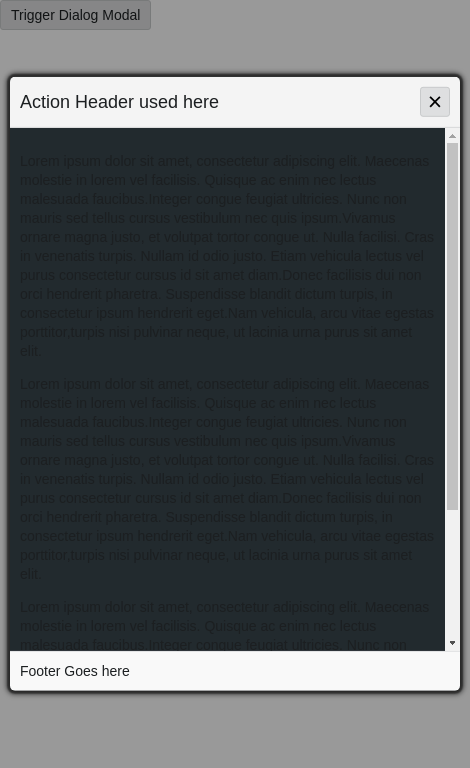 Trigger Dialog Modal
Action Header used here
Lorem ipsum dolor sit amet, consectetur adipiscing elit. Maecenas
molestie in lorem vel facilisis. Quisque ac enim nec lectus
malesuada faucibus.Integer congue feugiat ultricies. Nunc non
mauris sed tellus cursus vestibulum nec quis ipsum.Vivamus
ornare magna justo, et volutpat tortor congue ut. Nulla facilisi. Cras
in venenatis turpis. Nullam id odio justo. Etiam vehicula lectus vel
purus consectetur cursus id sit amet diam.Donec facilisis dui non
orci hendrerit pharetra. Suspendisse blandit dictum turpis, in
consectetur ipsum hendrerit eget.Nam vehicula, arcu vitae egestas
porttitor,turpis nisi pulvinar neque, ut lacinia urna purus sit amet
elit.
Lorem ipsum dolor sit amet, consectetur adipiscing elit. Maecenas
molestie in lorem vel facilisis. Quisque ac enim nec lectus
malesuada faucibus.Integer congue feugiat ultricies. Nunc non
mauris sed tellus cursus vestibulum nec quis ipsum.Vivamus
ornare magna justo, et volutpat tortor congue ut. Nulla facilisi. Cras
in venenatis turpis. Nullam id odio justo. Etiam vehicula lectus vel
purus consectetur cursus id sit amet diam.Donec facilisis dui non
orci hendrerit pharetra. Suspendisse blandit dictum turpis, in
consectetur ipsum hendrerit eget.Nam vehicula, arcu vitae egestas
porttitor,turpis nisi pulvinar neque, ut lacinia urna purus sit amet
elit.
Lorem ipsum dolor sit amet, consectetur adipiscing elit. Maecenas
molestie in lorem vel facilisis. Quisque ac enim nec lectus
malesuada faucibus.Integer congue feugiat ultricies. Nunc non
Footer Goes here